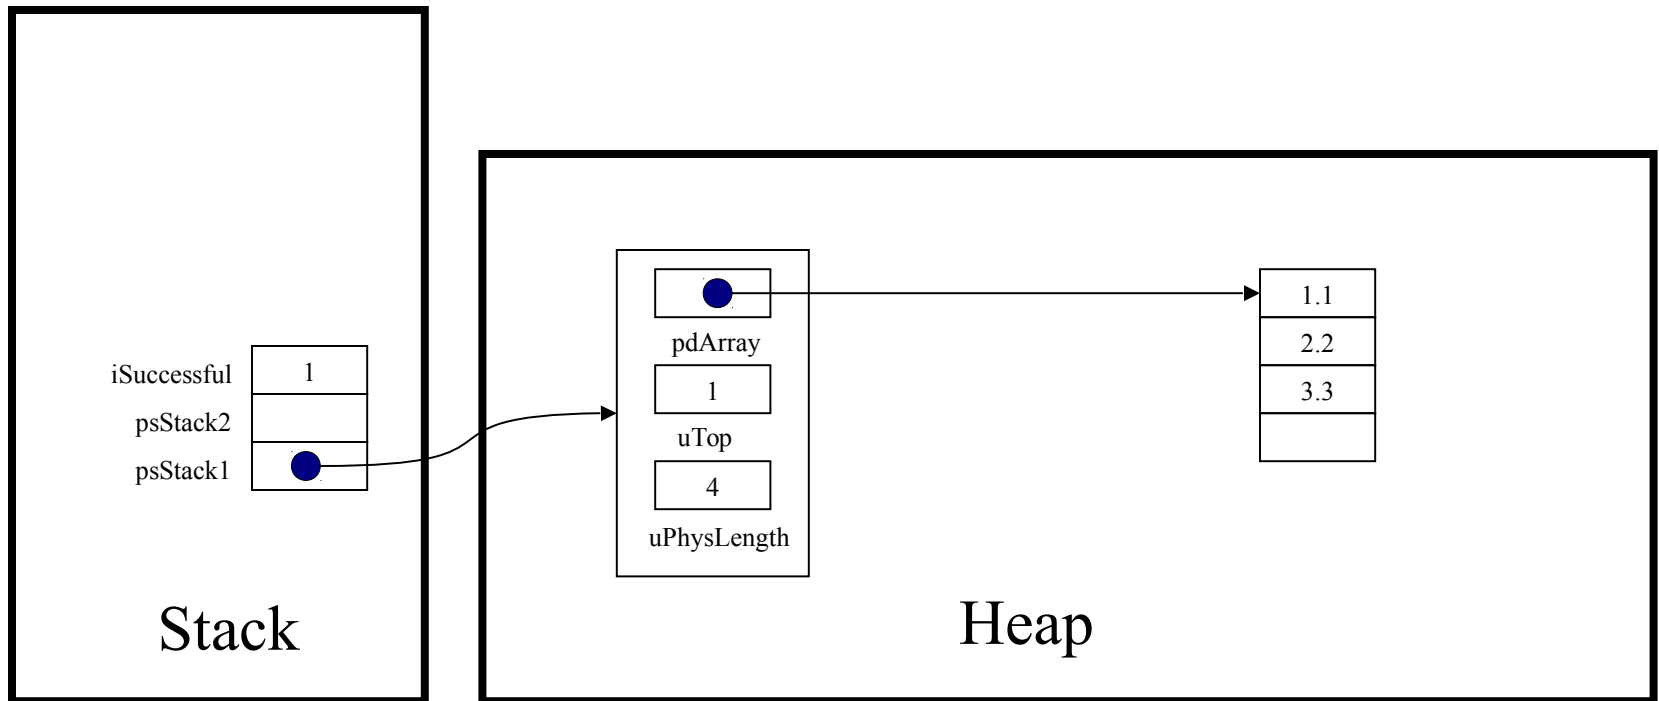 iSuccessful 1
psStack2
psStack1
Stack
pdArray
1
uTop
4
uPhysLength
1.1
2.2
3.3
Heap